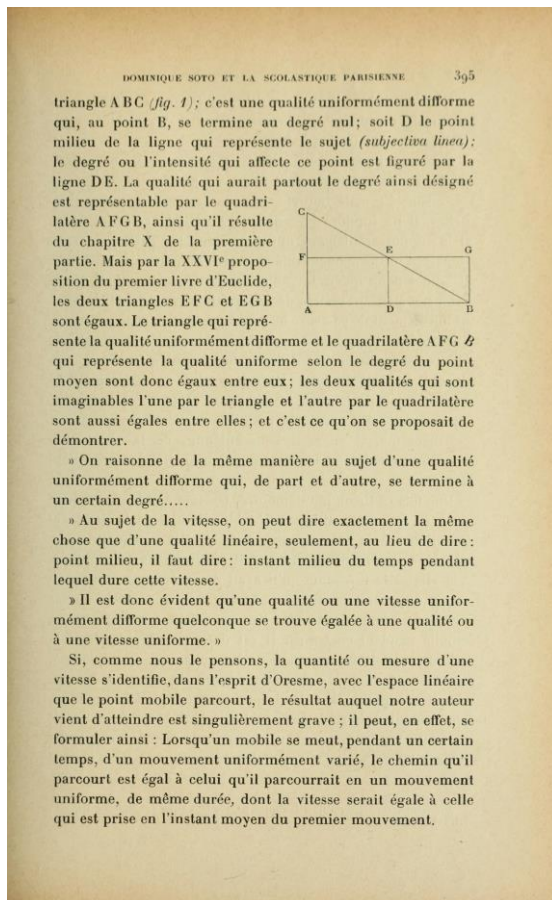 DOMINIQUE SOTO ET LA SCOLASTIQUE PARISIENNE 395
triangle ABC (fig. 1); c'est une qualité uniformément difforme
qui, au point B, se termine au degré nul; soit D le point
milieu de la ligne qui représente le sujet (subjectiva linea);
le degré ou l'intensité qui affecte ce point est figuré par la
ligne DE. La qualité qui aurait partout le degré ainsi désigné
est représentable par le quadri-
latère AFGB, ainsi qu'il résulte
du chapitre X de la première
partie. Mais par la XXVIe propo-
sition du premier livre d'Euclide,
les deux triangles EFC et EGB
sont égaux. Le triangle qui repré-
C
F
E
G
A
D
B
sente la qualité uniformément difforme et le quadrilatère AFG B
qui représente la qualité uniforme selon le degré du point
moyen sont donc égaux entre eux; les deux qualités qui sont
imaginables l'une par le triangle et l'autre par le quadrilatère
sont aussi égales entre elles; et c'est ce qu'on se proposait de
démontrer.
» On raisonne de la même manière au sujet d'une qualité
uniformément difforme qui, de part et d'autre, se termine à
un certain degré.....
» Au sujet de la vitesse, on peut dire exactement la même
chose que d'une qualité linéaire, seulement, au lieu de dire:
point milieu, il faut dire: instant milieu du temps pendant
lequel dure cette vitesse.
» Il est donc évident qu'une qualité ou une vitesse unifor-
mément difforme quelconque se trouve égalée à une qualité ou
à une vitesse uniforme. »
Si, comme nous le pensons, la quantité ou mesure d'une
vitesse s'identifie, dans l'esprit d'Oresme, avec l'espace linéaire
que le point mobile parcourt, le résultat auquel notre auteur
vient d'atteindre est singulièrement grave; il peut, en effet, se
formuler ainsi: Lorsqu'un mobile se meut, pendant un certain
temps, d'un mouvement uniformément varié, le chemin qu'il
parcourt est égal à celui qu'il parcourrait en un mouvement
uniforme, de même durée, dont la vitesse serait égale à celle
qui est prise en l'instant moyen du premier mouvement.